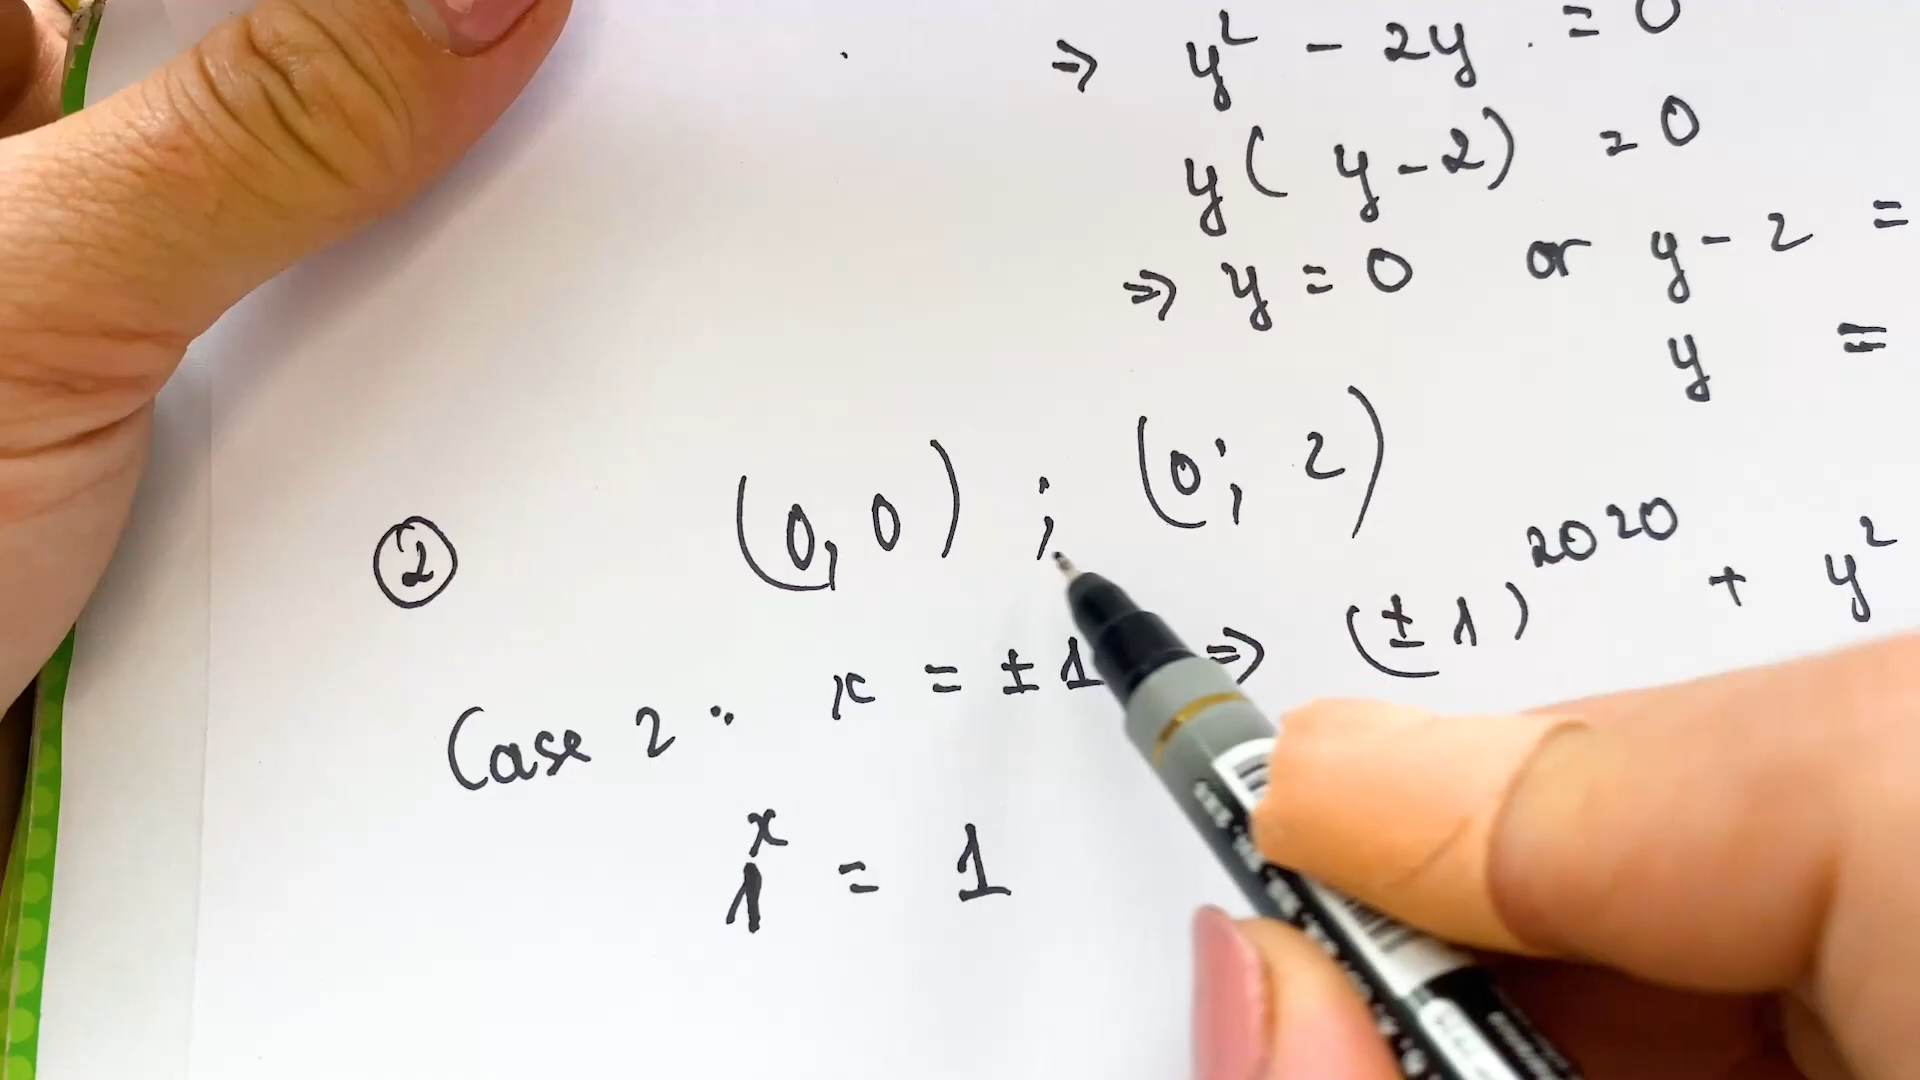 ⇒ y² - 2y = 0
y( y-2) = 0
⇒ y = 0 or y - 2 =
y =
② (0, 0) ; (0; 2)
Case 2: x = ±1 ⇒ (±1)²⁰²⁰ + y²
1ˣ = 1